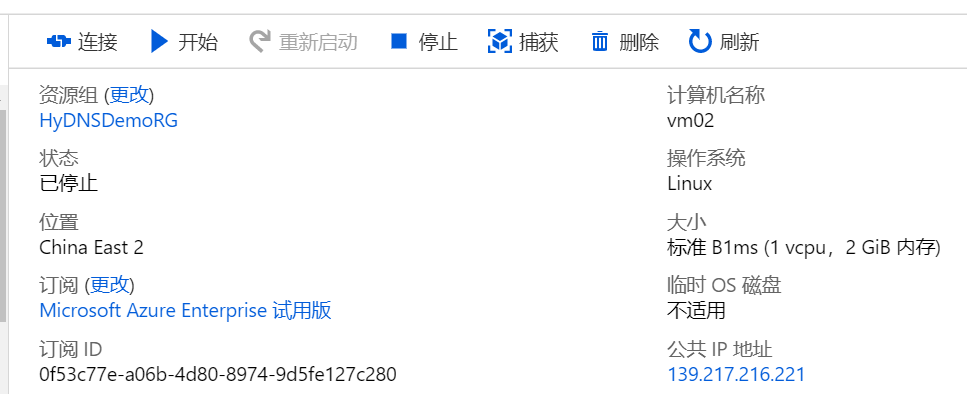 连接 开始 重新启动 停止 捕获 删除 刷新
资源组 (更改)
HyDNSDemoRG
状态
已停止
位置
China East 2
订阅 (更改)
Microsoft Azure Enterprise 试用版
订阅 ID
0f53c77e-a06b-4d80-8974-9d5fe127c280
计算机名称
vm02
操作系统
Linux
大小
标准 B1ms (1 vcpu，2 GiB 内存)
临时 OS 磁盘
不适用
公共 IP 地址
139.217.216.221